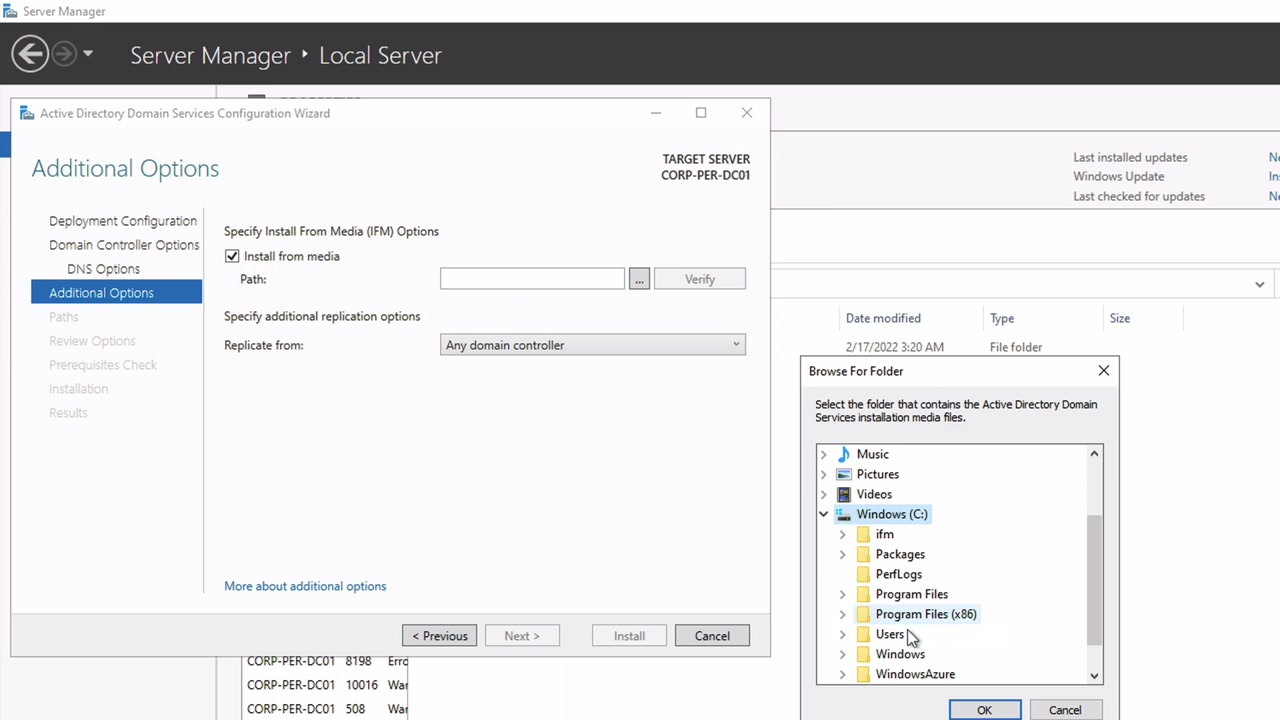 Server Manager
Server Manager ‣ Local Server
Active Directory Domain Services Configuration Wizard
Additional Options
TARGET SERVER
CORP-PER-DC01
Deployment Configuration
Domain Controller Options
DNS Options
Additional Options
Paths
Review Options
Prerequisites Check
Installation
Results
Specify Install From Media (IFM) Options
Install from media
Path:
...
Verify
Specify additional replication options
Replicate from:
Any domain controller
More about additional options
< Previous
Next >
Install
Cancel
Last installed updates
Windows Update
Last checked for updates
Date modified
Type
Size
2/17/2022 3:20 AM
File folder
Browse For Folder
Select the folder that contains the Active Directory Domain
Services installation media files.
Music
Pictures
Videos
Windows (C:)
ifm
Packages
PerfLogs
Program Files
Program Files (x86)
Users
Windows
WindowsAzure
OK
Cancel
CORP-PER-DC01 8198
CORP-PER-DC01 10016
CORP-PER-DC01 508